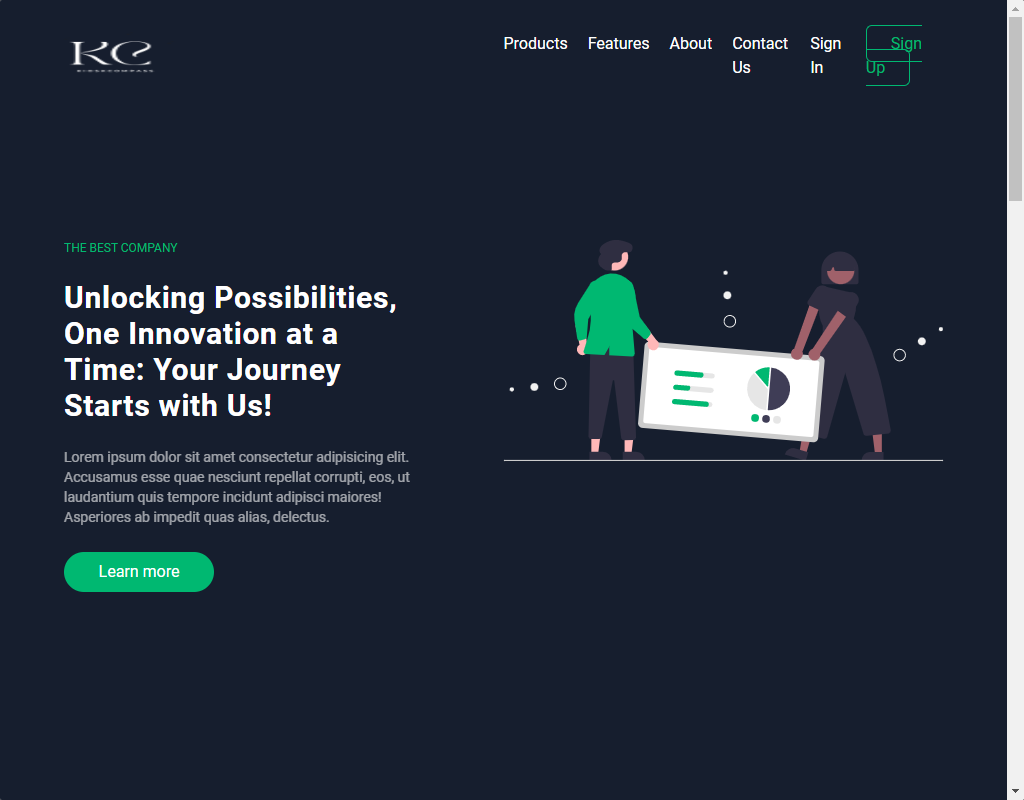 KC
Products Features About Contact Us Sign In Sign Up
THE BEST COMPANY
Unlocking Possibilities,
One Innovation at a
Time: Your Journey
Starts with Us!
Lorem ipsum dolor sit amet consectetur adipisicing elit.
Accusamus esse quae nesciunt repellat corrupti, eos, ut
laudantium quis tempore incidunt adipisci maiores!
Asperiores ab impedit quas alias, delectus.
Learn more